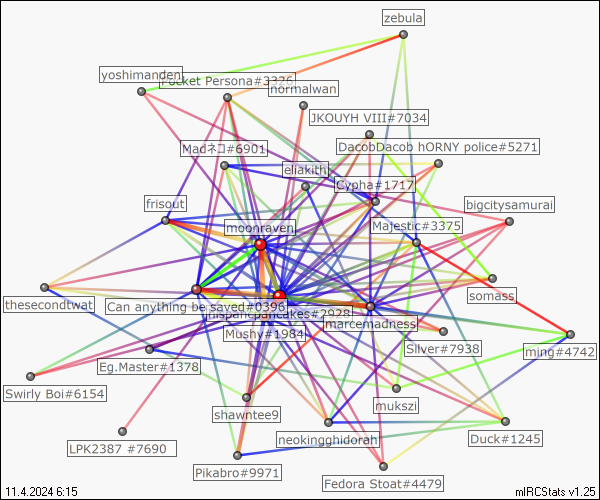 zebula
yoshimanden
Pocket Persona#3326
normalwan
JKOUYH VIII#7034
DacobDacob hORNY police#5271
Madネコ#6901
eliakith
Cypha#1717
frisout
bigcitysamurai
moonraven
Majestic#3375
thesecondtwat
Can anything be saved#0396
somass
hispanicpancakes#2928
marcemadness
Mushy#1984
Silver#7938
ming#4742
Eg.Master#1378
Swirly Boi#6154
mukszi
shawntee9
neokingghidorah
Duck#1245
LPK2387 #7690
Pikabro#9971
Fedora Stoat#4479
11.4.2024 6:15
mIRCStats v1.25